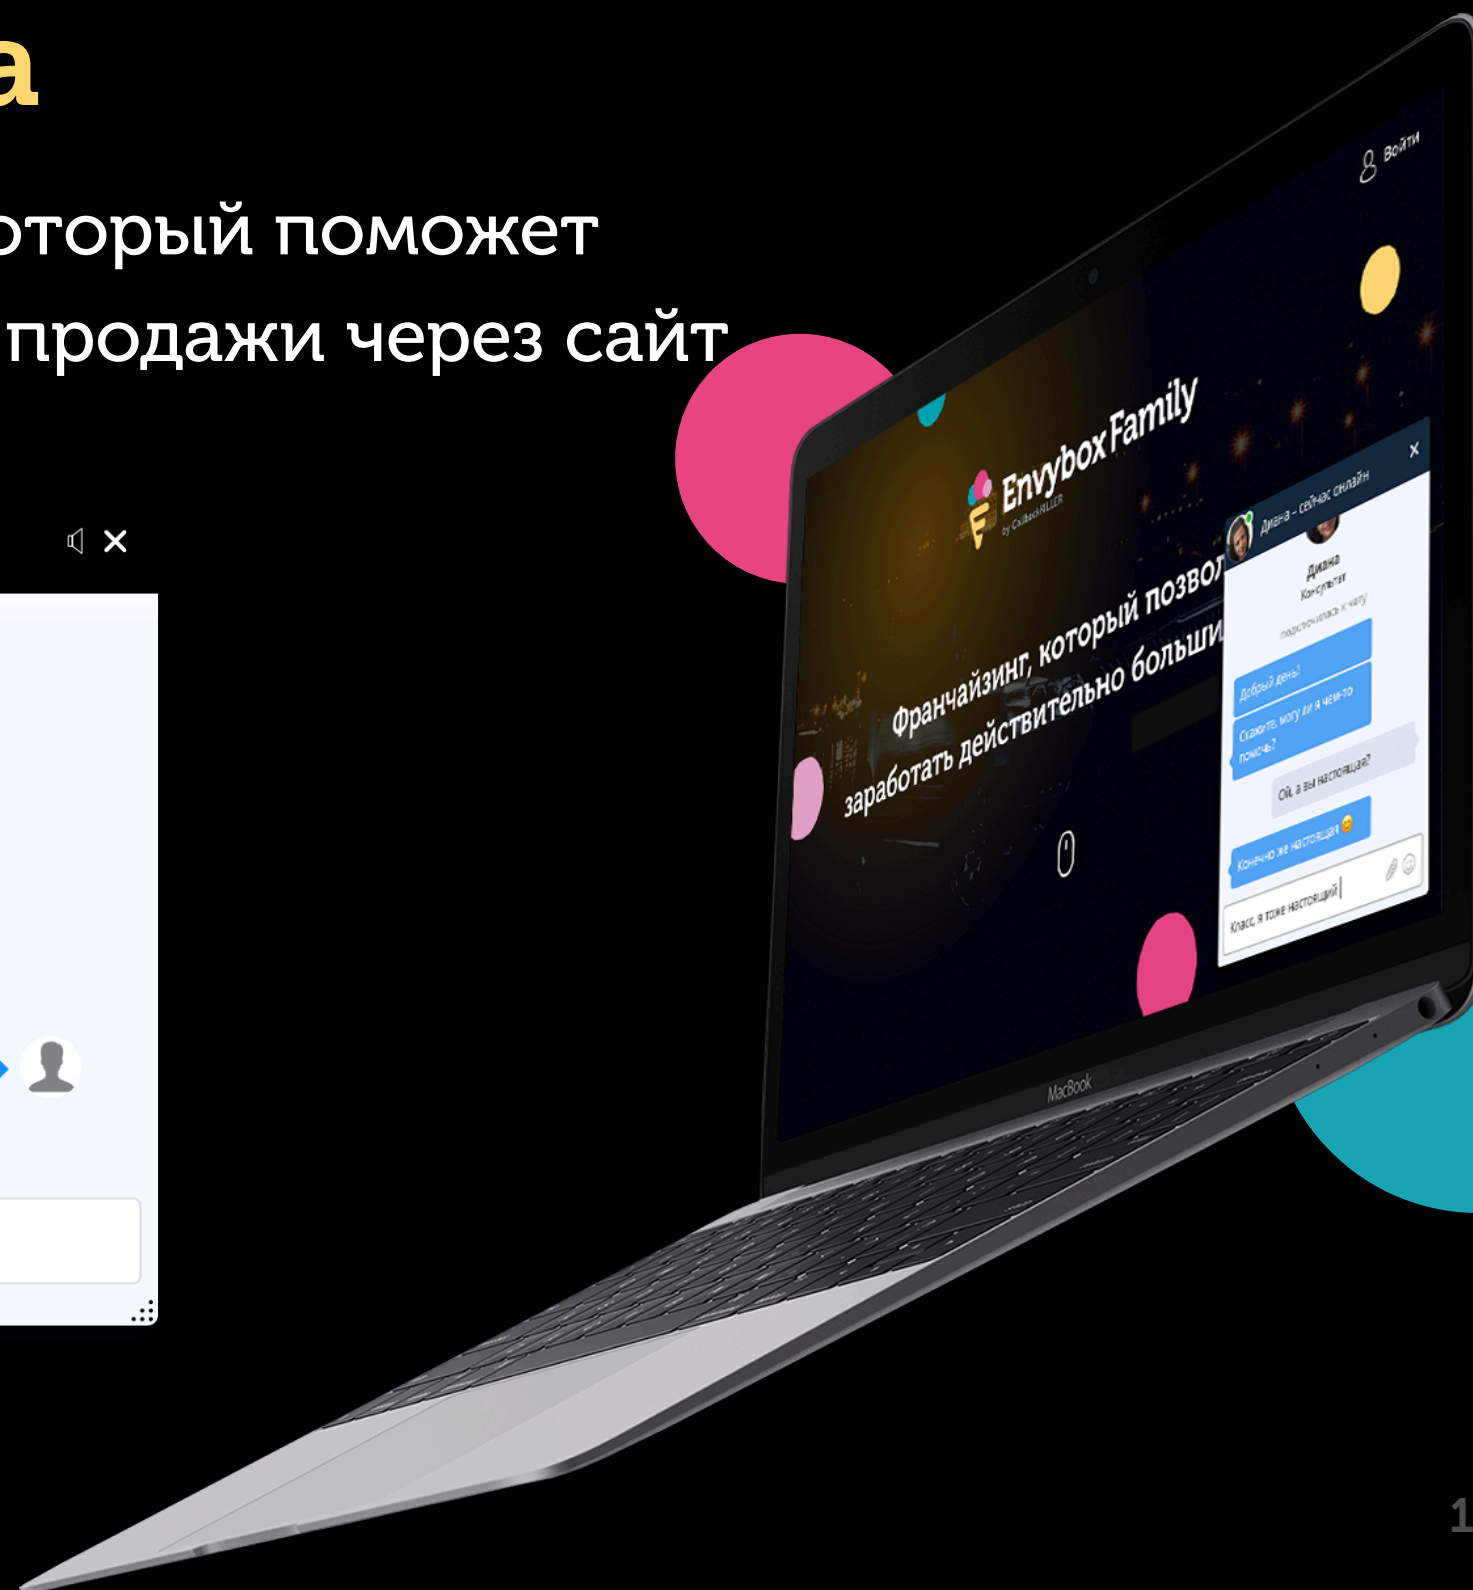 а
оторый поможет
продажи через сайт
Войти
Envybox Family
by CallbackKILLER
Франчайзинг, который позвол
заработать действительно больши
Диана – сейчас онлайн
Диана
Консультат
подключилась к чату
Добрый день!
Скажите, могу ли я чем-то
помочь?
Ой, а вы настоящая?
Конечно же настоящая 😊
Класс, я тоже настоящий
MacBook
1